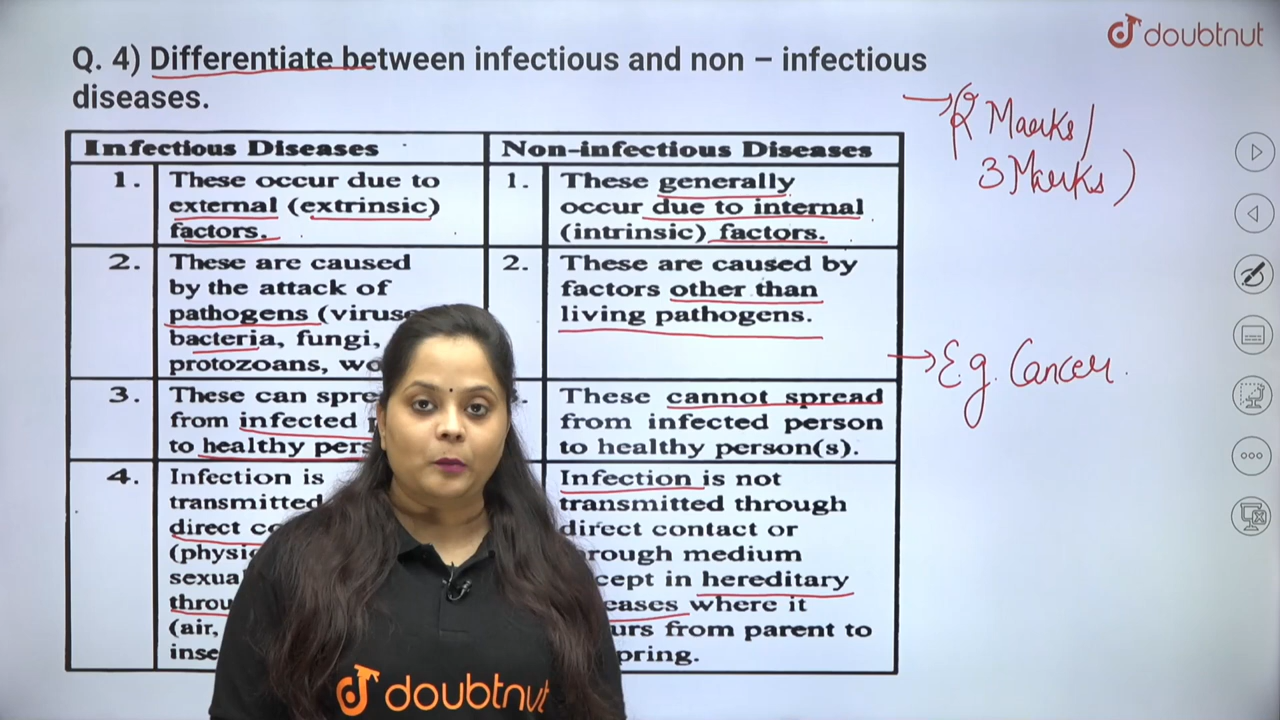 doubtnut
Q. 4) Differentiate between infectious and non – infectious
diseases.
→ (2 Marks/
3 Marks)
Infectious Diseases
Non-infectious Diseases
1. These occur due to
external (extrinsic)
factors.
1. These generally
occur due to internal
(intrinsic) factors.
2. These are caused
by the attack of
pathogens (viruse
bacteria, fungi,
protozoans, wo
2. These are caused by
factors other than
living pathogens.
→ Eg. Cancer.
3. These can spre
from infected
to healthy pers
These cannot spread
from infected person
to healthy person(s).
4. Infection is
transmitted
direct co
(physic
sexua
throu
(air,
inse
Infection is not
transmitted through
direct contact or
rough medium
cept in hereditary
eases where it
urs from parent to
pring.
doubtnut